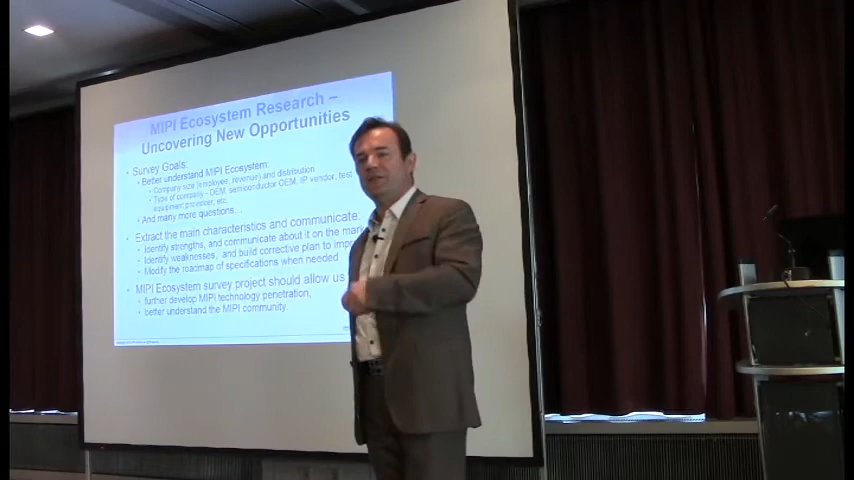 MIPI Ecosystem Research –
Uncovering New Opportunities
• Survey Goals:
• Better understand MIPI Ecosystem:
• Company size (employee, revenue) and distribution
• Type of company - OEM, semiconductor OEM, IP vendor, test
equipment provider, etc.
• And many more questions…
• Extract the main characteristics and communicate:
• Identify strengths, and communicate about it on the
• Identify weaknesses, and build corrective plan to
• Modify the roadmap of specifications when needed
• MIPI Ecosystem survey project should allow us
• further develop MIPI technology penetration,
• better understand the MIPI community.